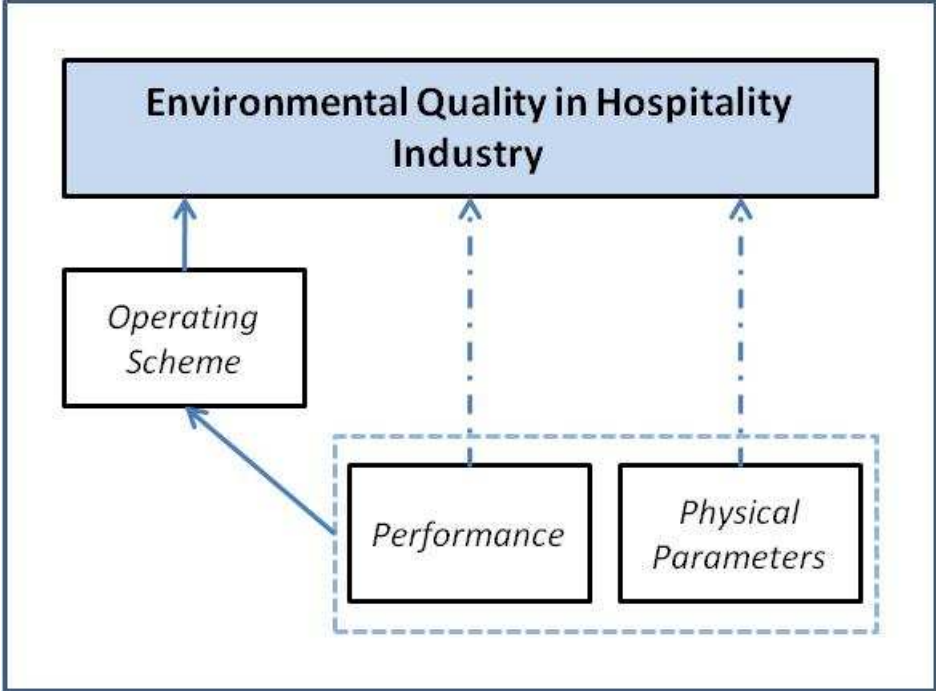 Environmental Quality in Hospitality
Industry
Operating
Scheme
Performance
Physical
Parameters